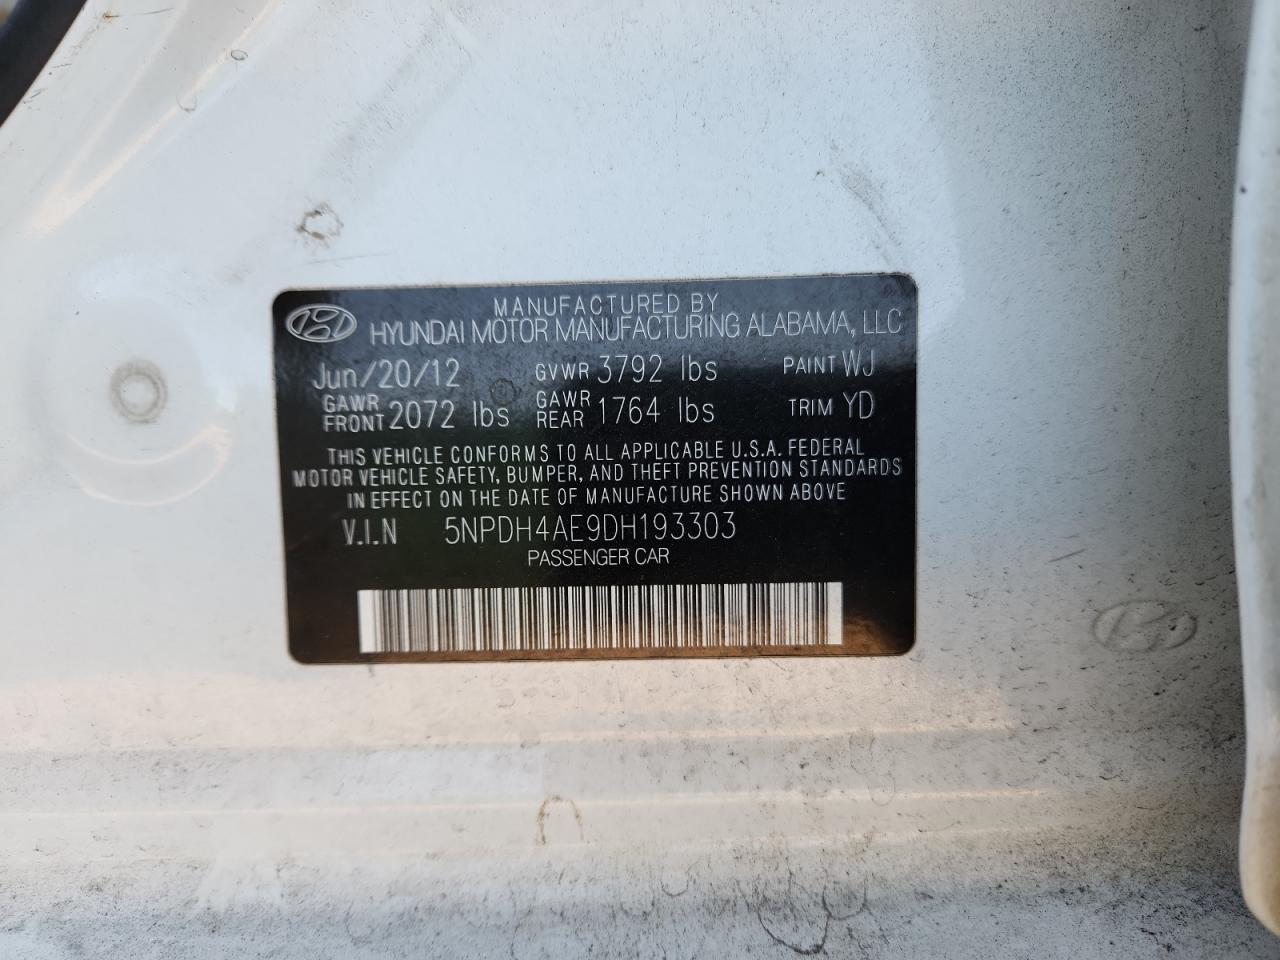 MANUFACTURED BY
HYUNDAI MOTOR MANUFACTURING ALABAMA, LLC
Jun/20/12 GVWR 3792 lbs PAINT WJ
GAWR FRONT 2072 lbs GAWR REAR 1764 lbs TRIM YD
THIS VEHICLE CONFORMS TO ALL APPLICABLE U.S.A. FEDERAL
MOTOR VEHICLE SAFETY, BUMPER, AND THEFT PREVENTION STANDARDS
IN EFFECT ON THE DATE OF MANUFACTURE SHOWN ABOVE
V.I.N 5NPDH4AE9DH193303
PASSENGER CAR